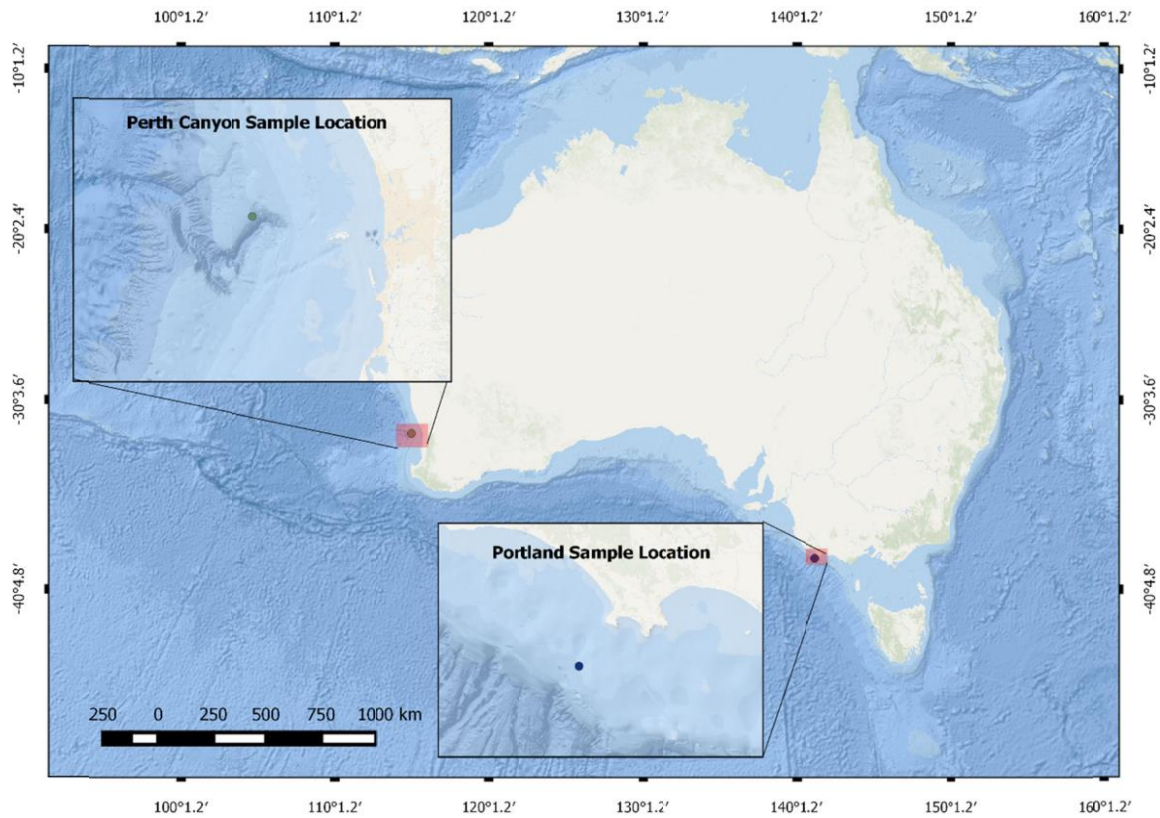 100°1.2′ 110°1.2′ 120°1.2′ 130°1.2′ 140°1.2′ 150°1.2′ 160°1.2′
-10°1.2′ -10°1.2′
Perth Canyon Sample Location
-20°2.4′ -20°2.4′
-30°3.6′ -30°3.6′
Portland Sample Location
-40°4.8′ -40°4.8′
250 0 250 500 750 1000 km
100°1.2′ 110°1.2′ 120°1.2′ 130°1.2′ 140°1.2′ 150°1.2′ 160°1.2′